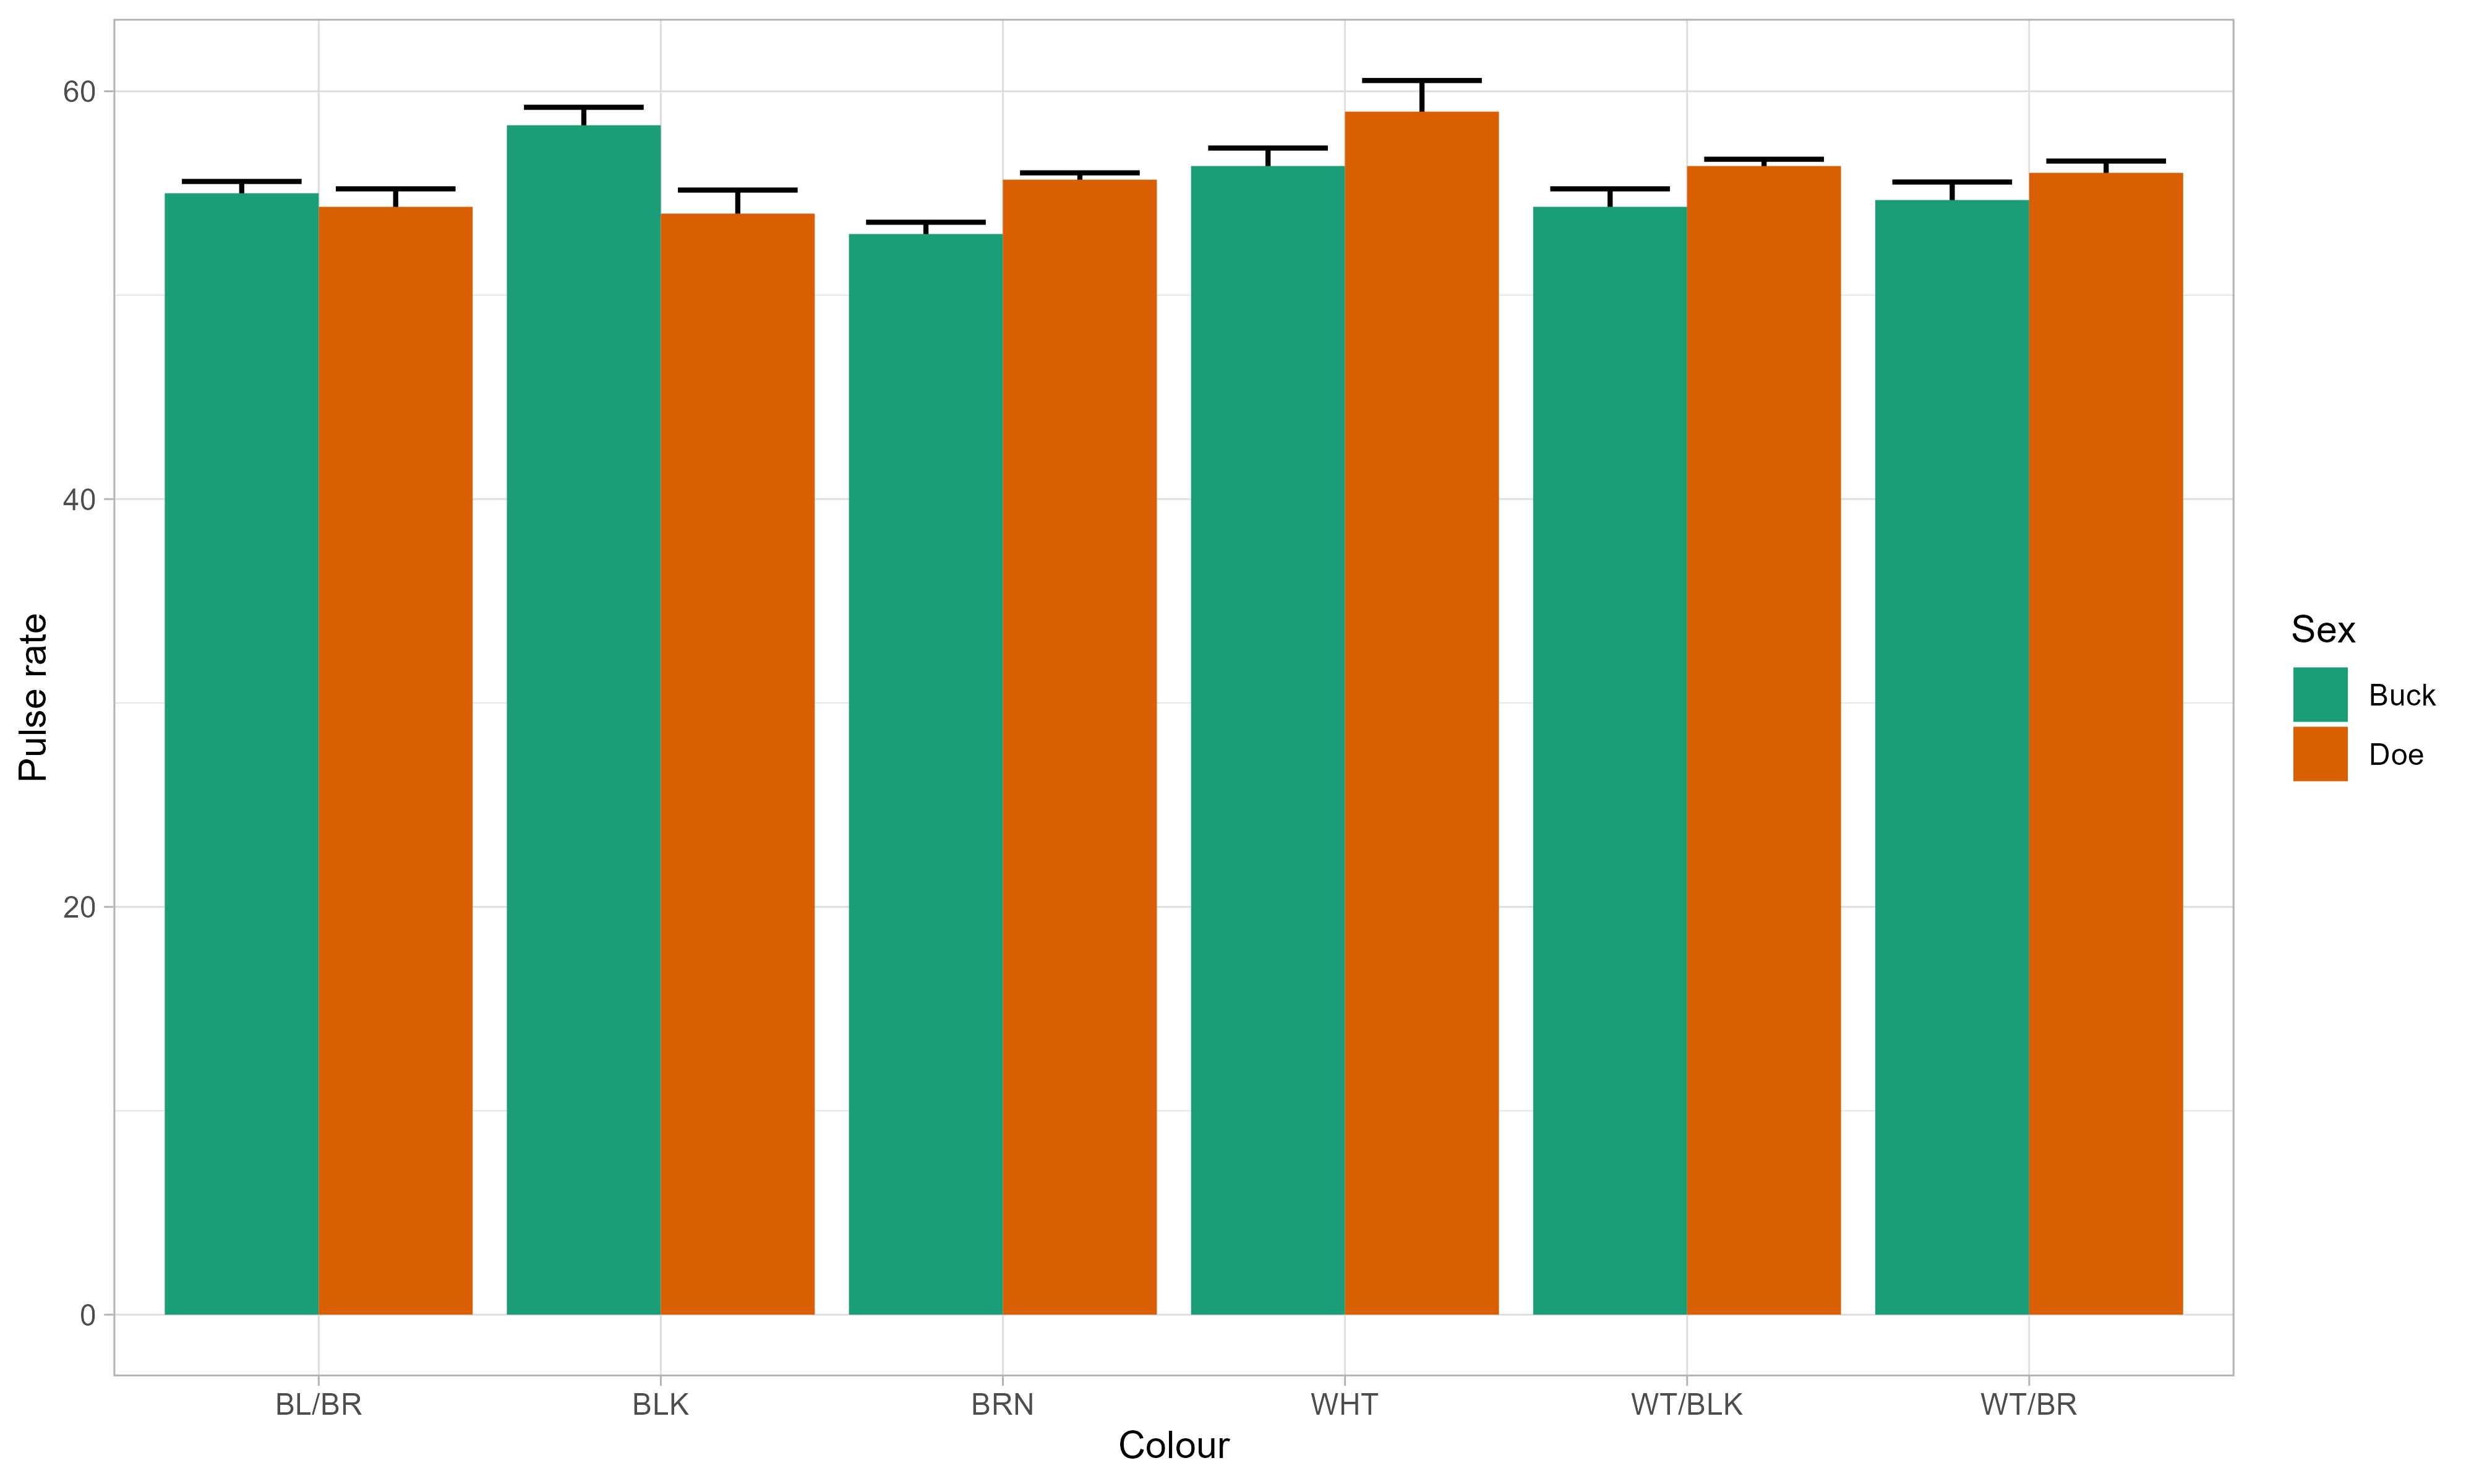 60
40
20
0
Pulse rate
BL/BR
BLK
BRN
WHT
WT/BLK
WT/BR
Colour
Sex
Buck
Doe